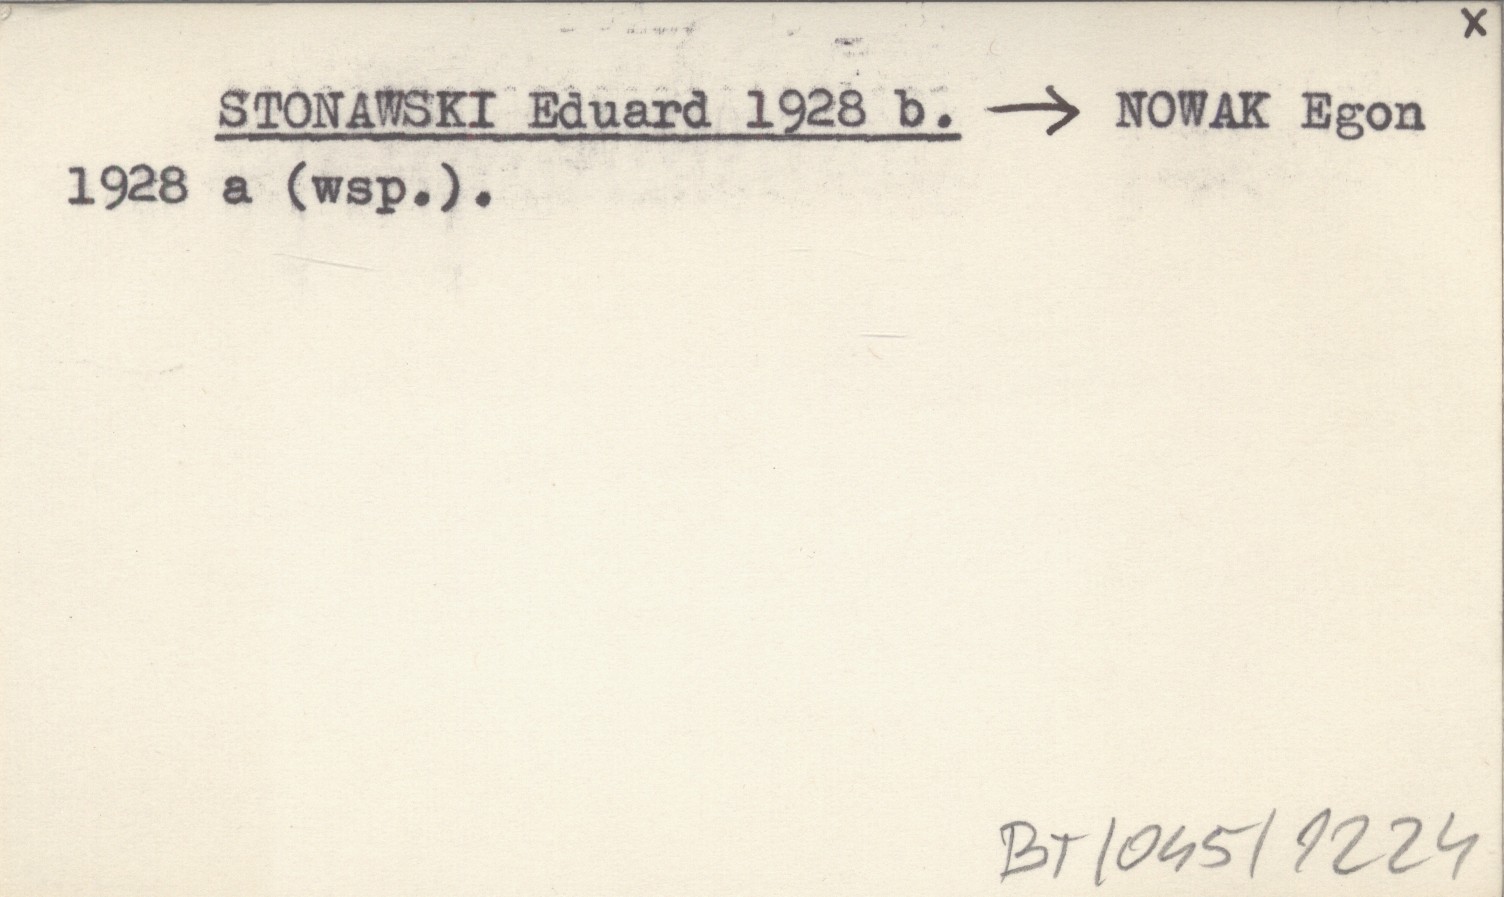 x
STONAWSKI Eduard 1928 b. → NOWAK Egon
1928 a (wsp.).
BT/045/1224